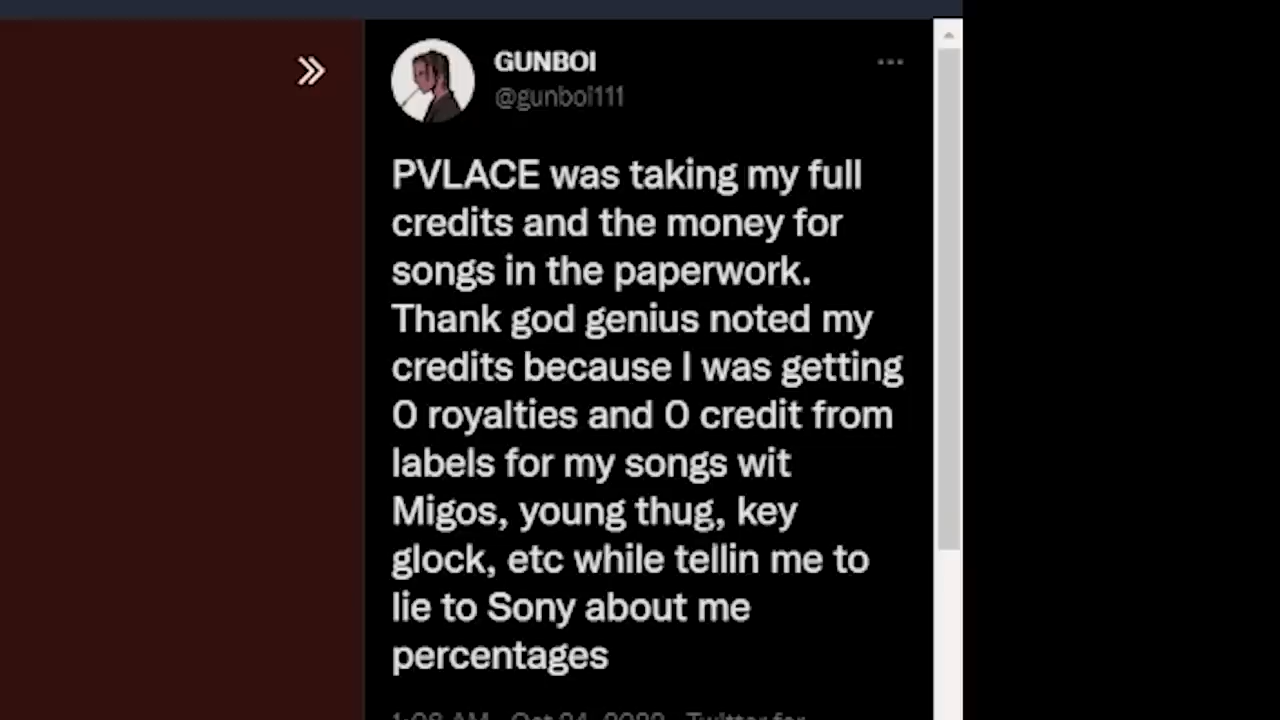 GUNBOI
@gunboi111
PVLACE was taking my full
credits and the money for
songs in the paperwork.
Thank god genius noted my
credits because I was getting
0 royalties and 0 credit from
labels for my songs wit
Migos, young thug, key
glock, etc while tellin me to
lie to Sony about me
percentages